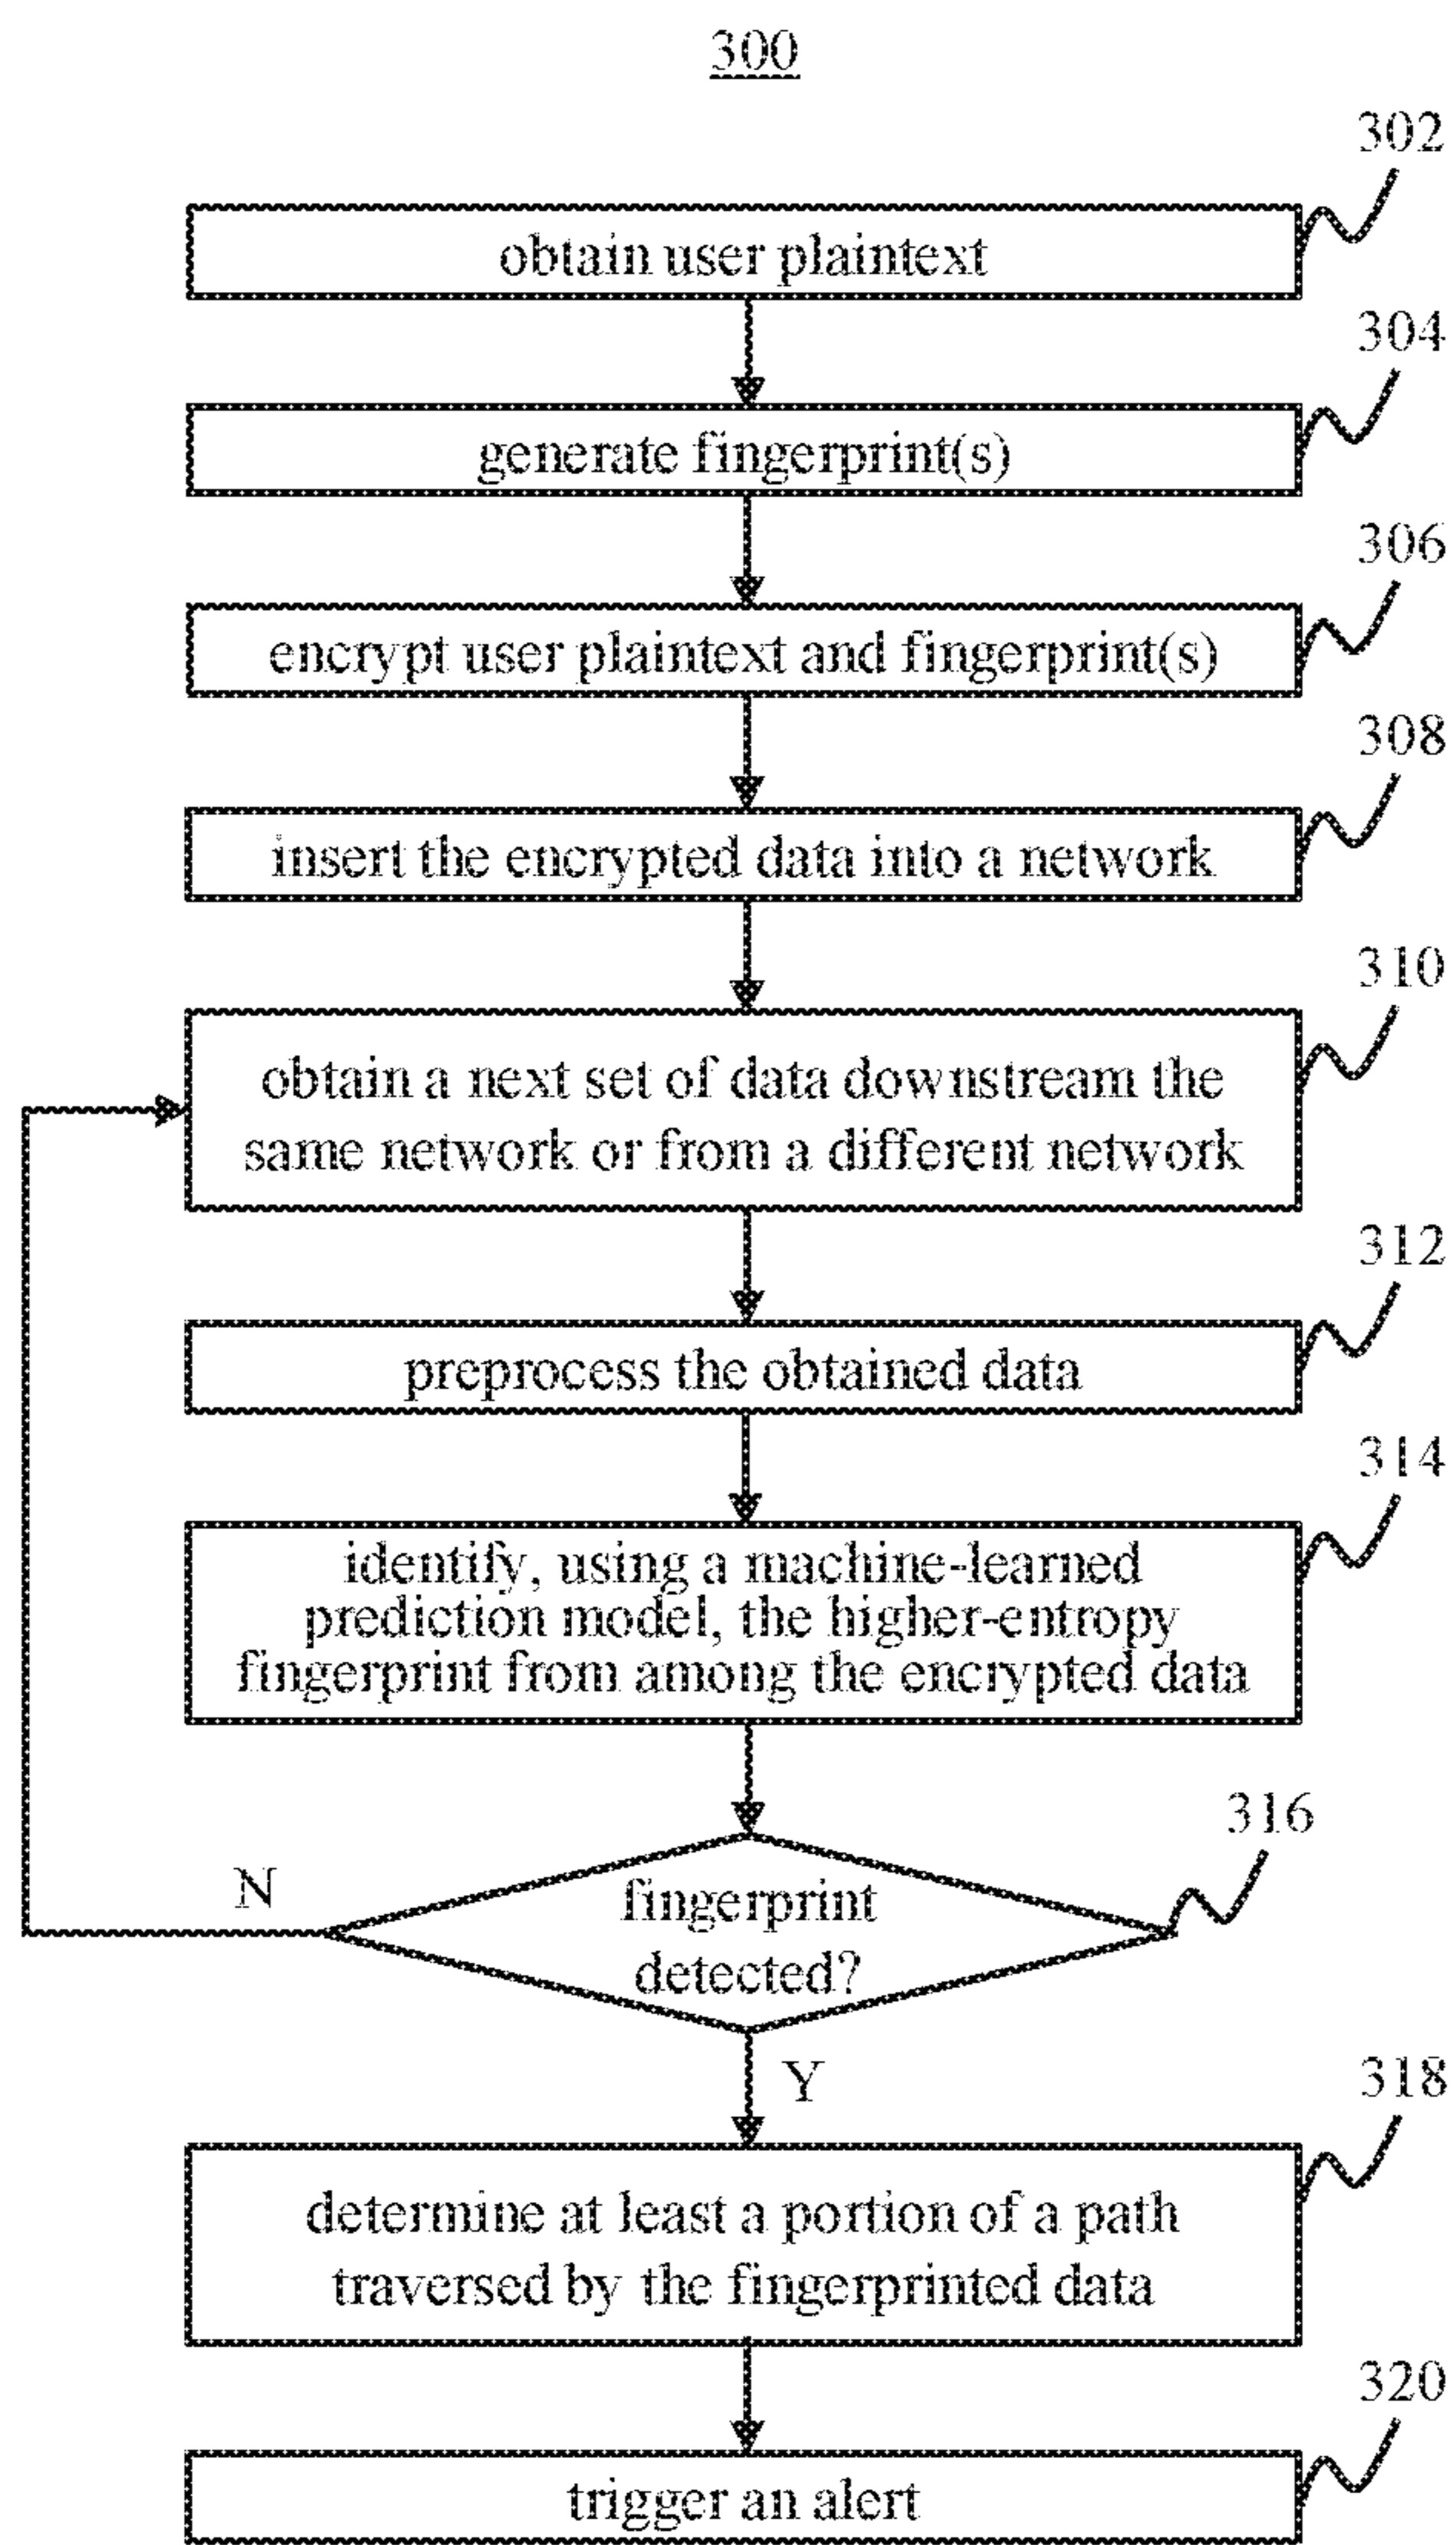 300
302
obtain user plaintext
304
generate fingerprint(s)
306
encrypt user plaintext and fingerprint(s)
308
insert the encrypted data into a network
310
obtain a next set of data downstream the
same network or from a different network
312
preprocess the obtained data
314
identify, using a machine-learned
prediction model, the higher-entropy
fingerprint from among the encrypted data
316
N
fingerprint
detected?
Y
318
determine at least a portion of a path
traversed by the fingerprinted data
320
trigger an alert